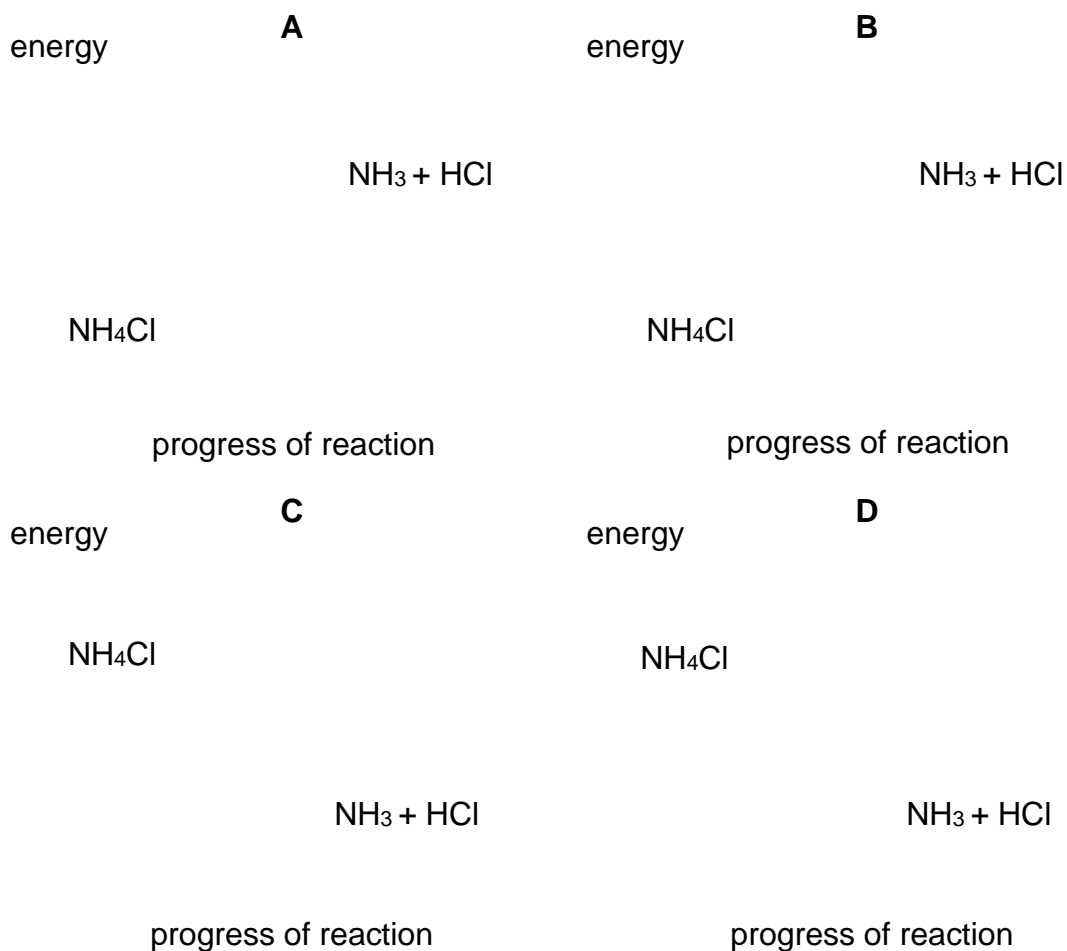 A
B
energy
energy
NH₃ + HCl
NH₃ + HCl
NH₄Cl
NH₄Cl
progress of reaction
progress of reaction
C
D
energy
energy
NH₄Cl
NH₄Cl
NH₃ + HCl
NH₃ + HCl
progress of reaction
progress of reaction